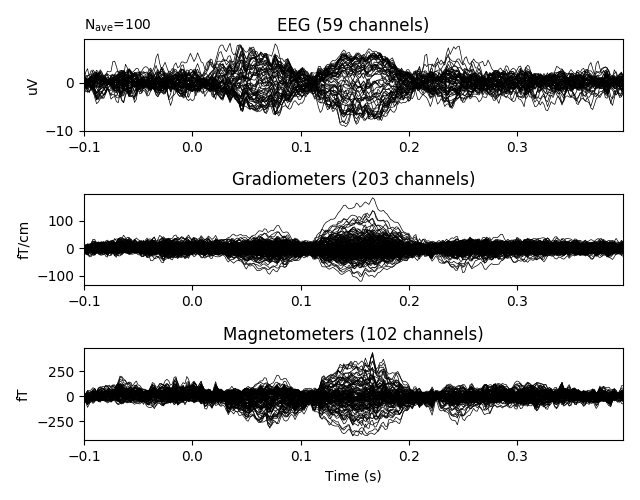 Nave=100
EEG (59 channels)
uV
0
−10
−0.1 0.0 0.1 0.2 0.3
Gradiometers (203 channels)
fT/cm
100
0
−100
−0.1 0.0 0.1 0.2 0.3
Magnetometers (102 channels)
fT
250
0
−250
−0.1 0.0 0.1 0.2 0.3
Time (s)